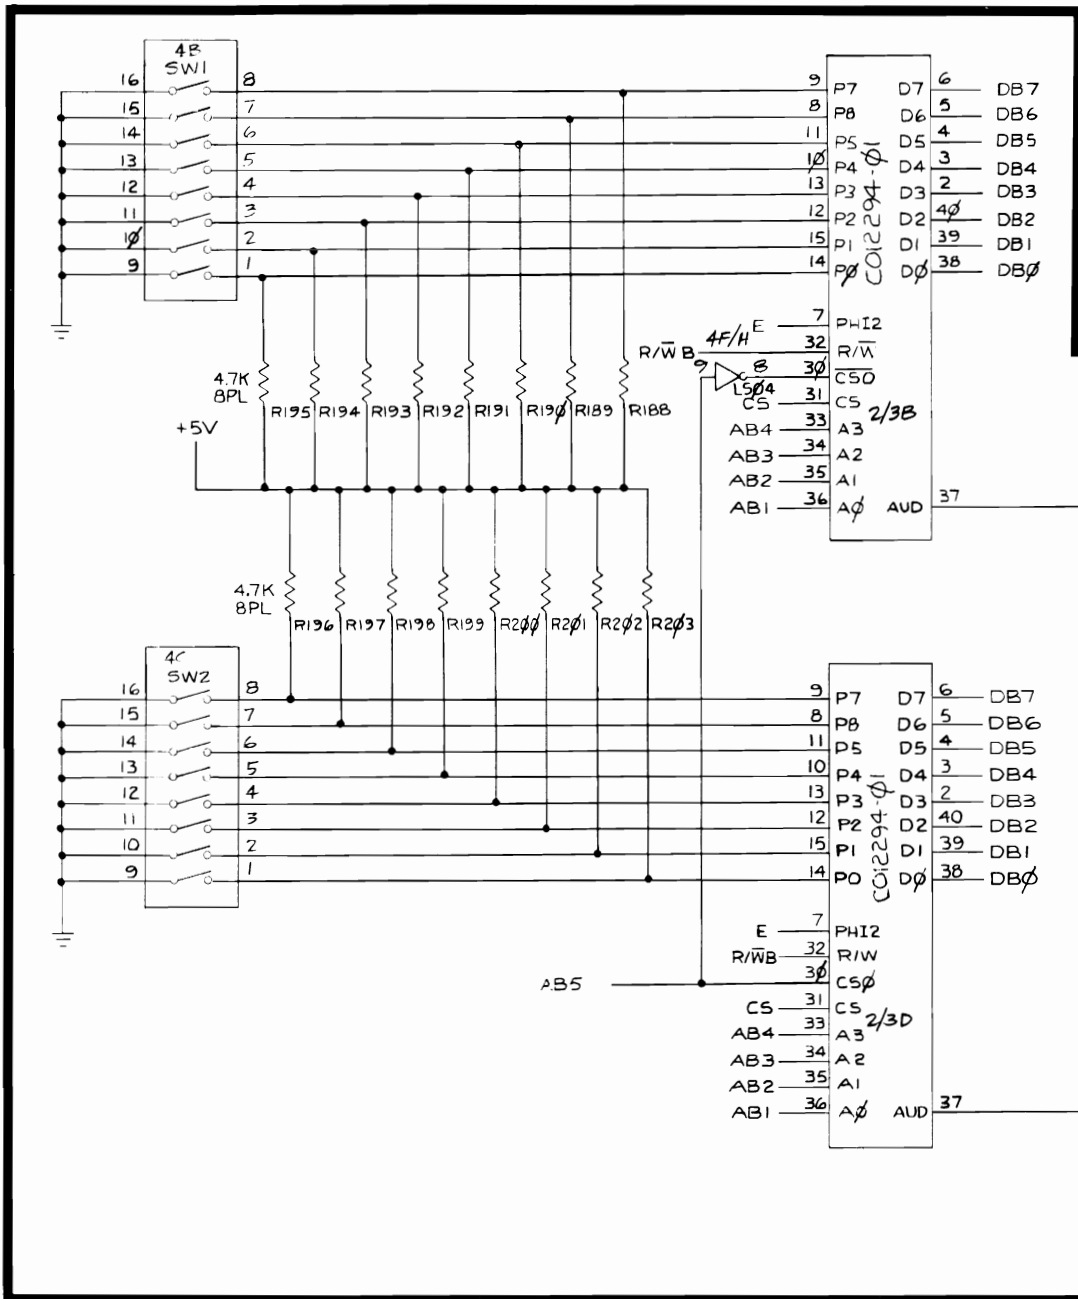 4B
SW1
16 8 9 P7 D7 6 DB7
15 7 8 P8 D6 5 DB6
14 6 11 P5 D5 4 DB5
13 5 1Ø P4 D4 3 DB4
12 4 13 P3 D3 2 DB3
11 3 12 P2 D2 4Ø DB2
1Ø 2 15 P1 D1 39 DB1
9 1 14 PØ DØ 38 DBØ
CO12294-Ø1
E 7 PHI2
R/W̅B 4F/H 32 R/W̅
9 8 3Ø C̅S̅O̅
LSØ4
CS 31 CS
2/3B
AB4 33 A3
AB3 34 A2
AB2 35 A1
AB1 36 AØ AUD 37
4.7K
8PL
R195 R194 R193 R192 R191 R19Ø R189 R188
+5V
4.7K
8PL
R196 R197 R198 R199 R2ØØ R2Ø1 R2Ø2 R2Ø3
4C
SW2
16 8 9 P7 D7 6 DB7
15 7 8 P8 D6 5 DB6
14 6 11 P5 D5 4 DB5
13 5 10 P4 D4 3 DB4
12 4 13 P3 D3 2 DB3
11 3 12 P2 D2 40 DB2
10 2 15 P1 D1 39 DB1
9 1 14 PO DØ 38 DBØ
CO12294-Ø1
E 7 PHI2
R/W̅B 32 R/W
AB5 3Ø CSØ
CS 31 CS
2/3D
AB4 33 A3
AB3 34 A2
AB2 35 A1
AB1 36 AØ AUD 37